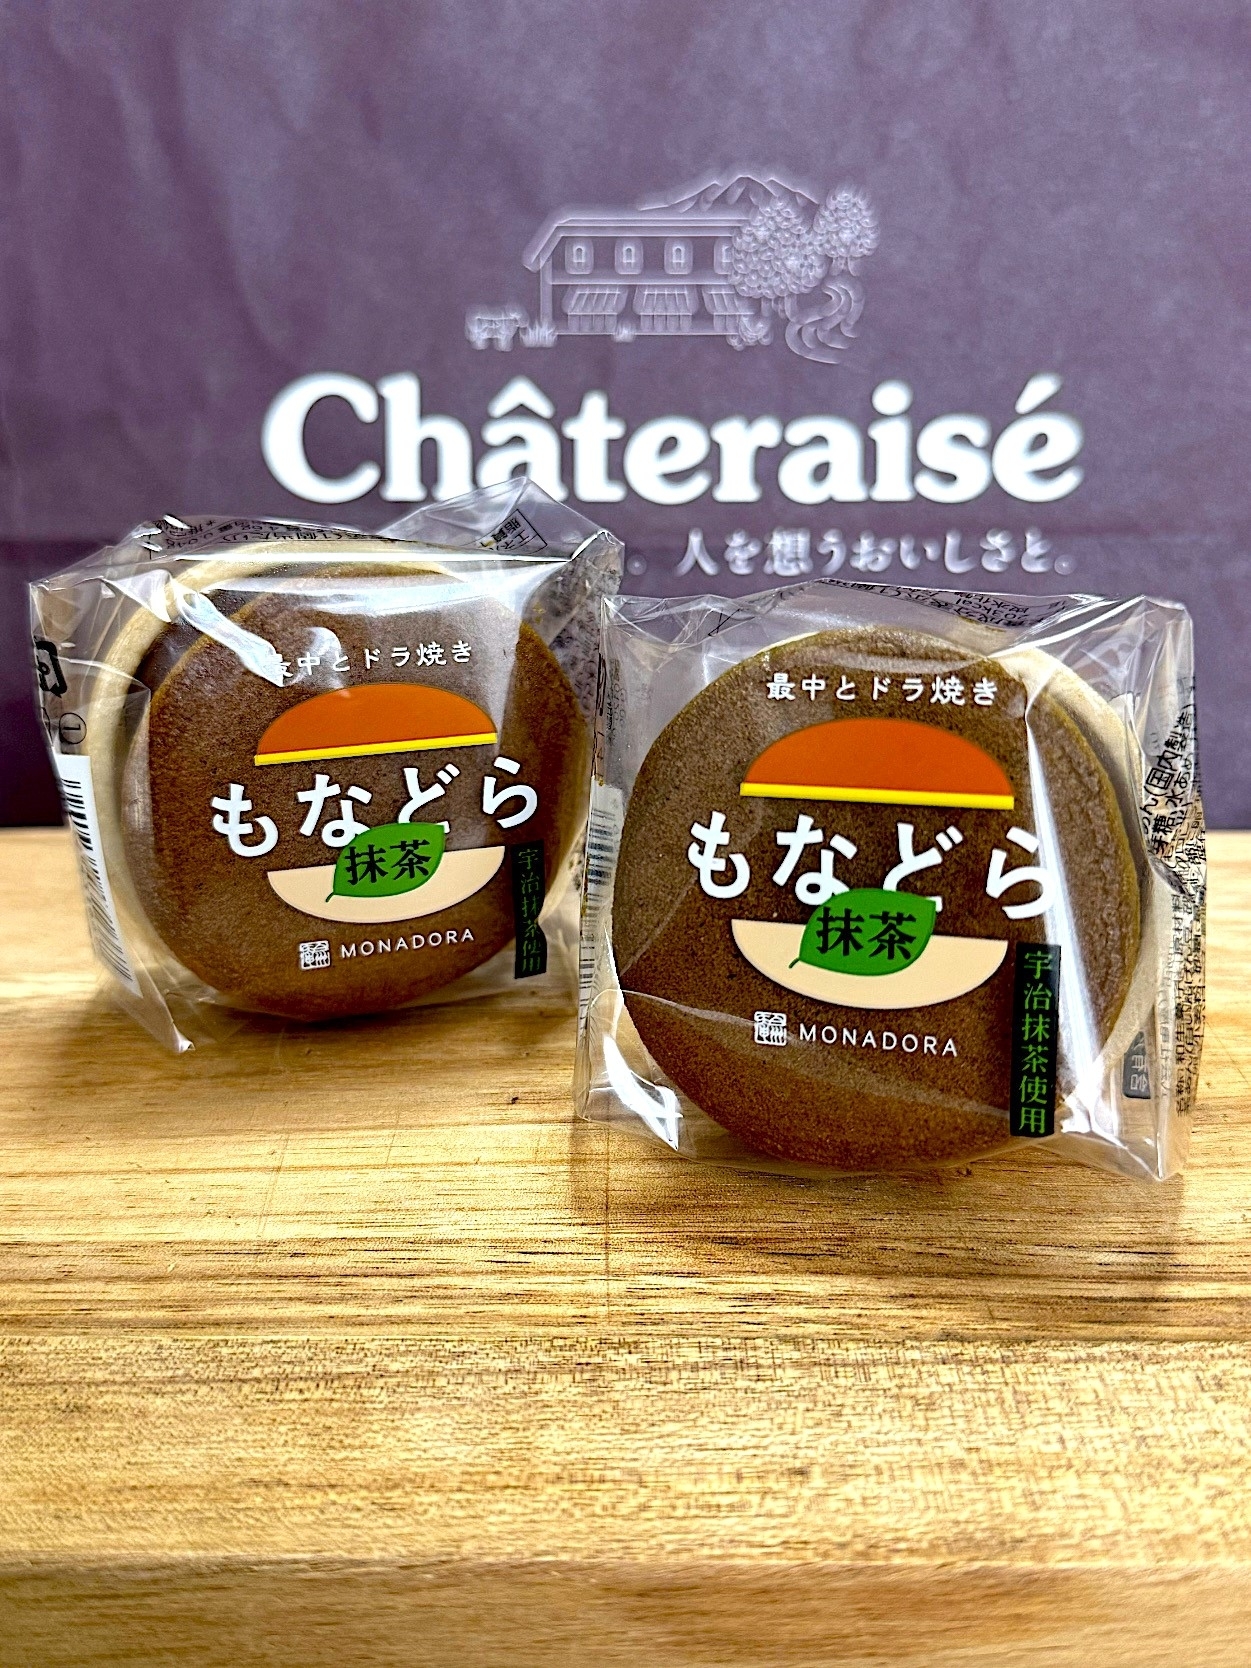 Châteraisé
人を想うおいしさと。
最中とドラ焼き
もなどら
抹茶
MONADORA
宇治抹茶使用
最中とドラ焼き
もなどら
抹茶
MONADORA
宇治抹茶使用